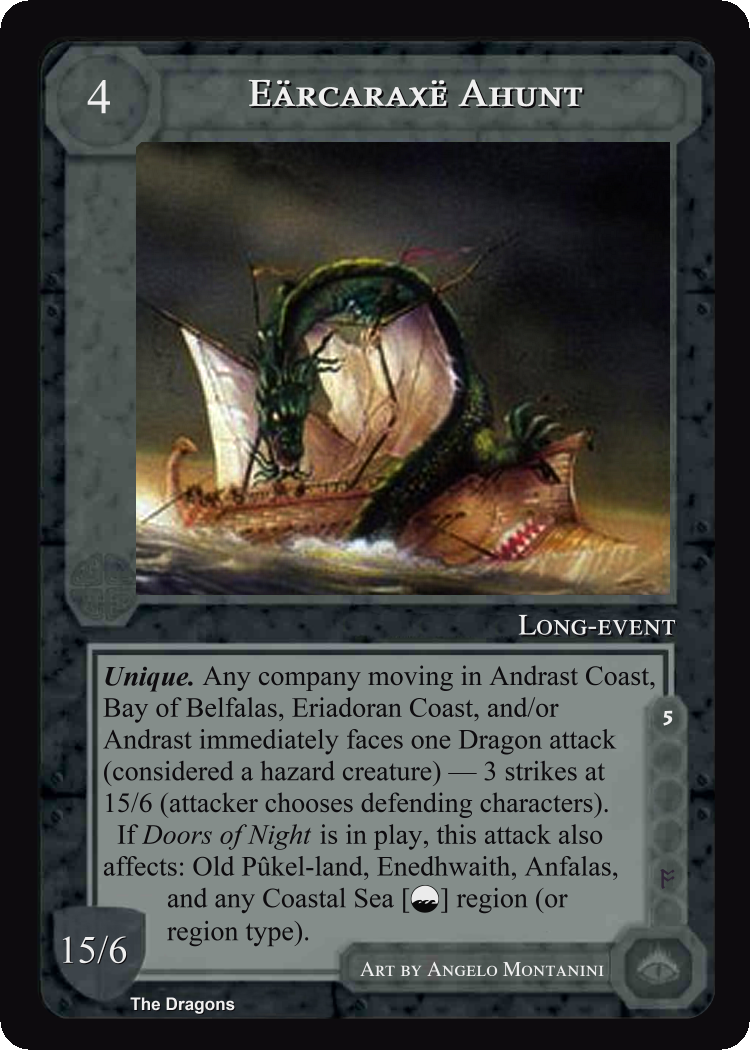 4
Eärcaraxë Ahunt
Long-event
Unique. Any company moving in Andrast Coast,
Bay of Belfalas, Eriadoran Coast, and/or
Andrast immediately faces one Dragon attack
(considered a hazard creature) — 3 strikes at
15/6 (attacker chooses defending characters).
If Doors of Night is in play, this attack also
affects: Old Pûkel-land, Enedhwaith, Anfalas,
and any Coastal Sea [] region (or
region type).
5
ᚩ
15/6
Art by Angelo Montanini
The Dragons